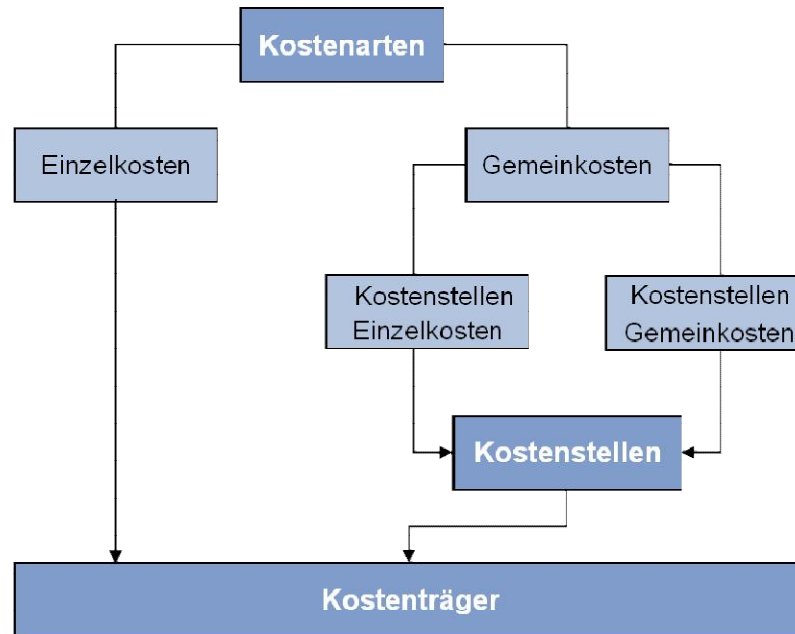 Kostenarten
Einzelkosten
Gemeinkosten
Kostenstellen
Einzelkosten
Kostenstellen
Gemeinkosten
Kostenstellen
Kostenträger